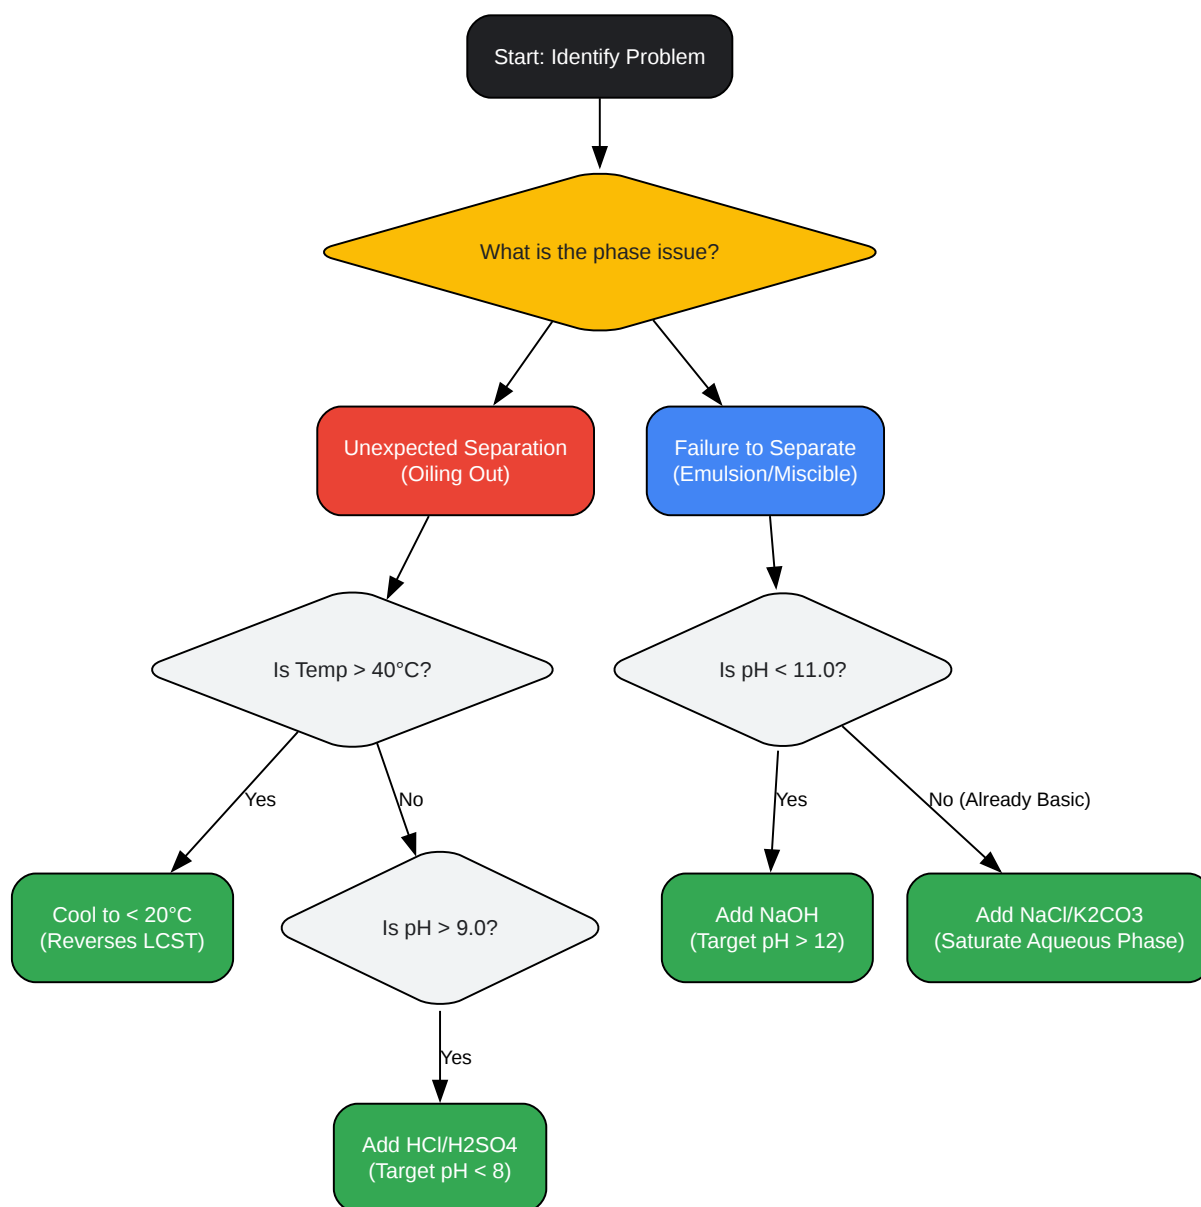 Start: Identify Problem
What is the phase issue?
Unexpected Separation
(Oiling Out)
Failure to Separate
(Emulsion/Miscible)
Is Temp > 40°C?
Is pH < 11.0?
Yes
No
Yes
No (Already Basic)
Cool to < 20°C
(Reverses LCST)
Is pH > 9.0?
Add NaOH
(Target pH > 12)
Add NaCl/K2CO3
(Saturate Aqueous Phase)
Yes
Add HCl/H2SO4
(Target pH < 8)